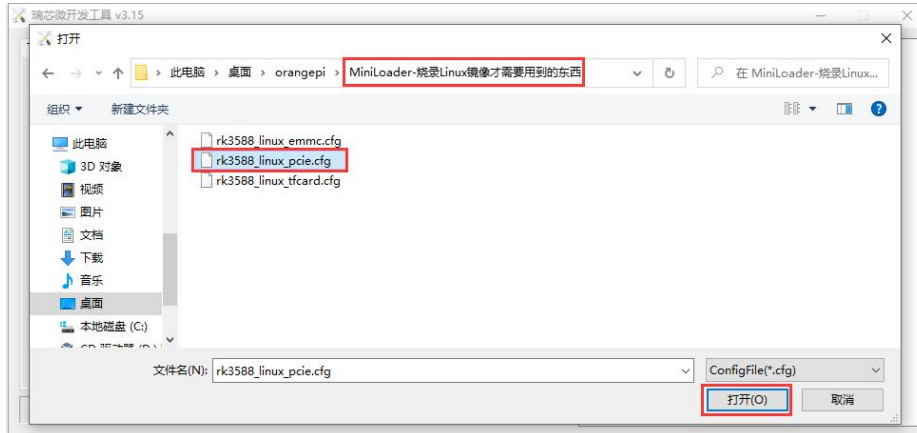 瑞芯微开发工具 v3.15
打开
此电脑 › 桌面 › orangepi › MiniLoader-烧录Linux镜像才需要用到的东西
在 MiniLoader-烧录Linux...
组织 新建文件夹
此电脑
3D 对象
视频
图片
文档
下载
音乐
桌面
本地磁盘 (C:)
rk3588_linux_emmc.cfg
rk3588_linux_pcie.cfg
rk3588_linux_tfcard.cfg
文件名(N): rk3588_linux_pcie.cfg
ConfigFile(*.cfg)
打开(O) 取消